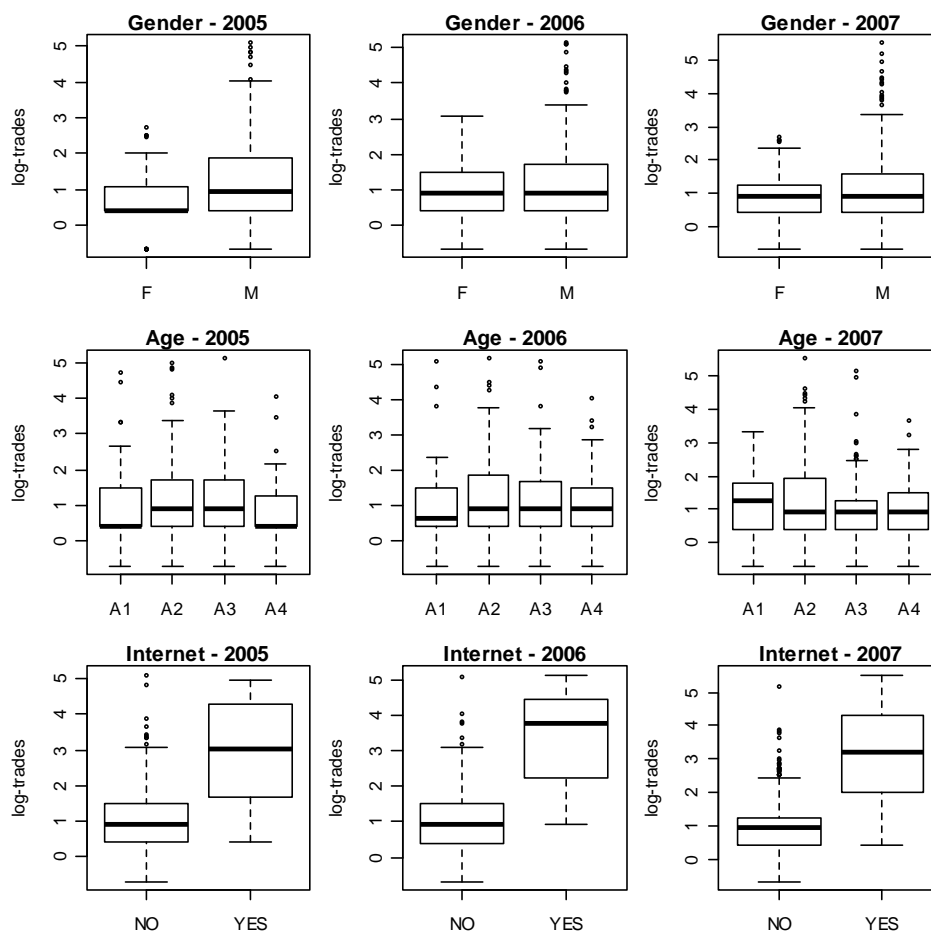 Gender - 2005
log-trades
0 1 2 3 4 5
F M
Gender - 2006
log-trades
0 1 2 3 4 5
F M
Gender - 2007
log-trades
0 1 2 3 4 5
F M
Age - 2005
log-trades
0 1 2 3 4 5
A1 A2 A3 A4
Age - 2006
log-trades
0 1 2 3 4 5
A1 A2 A3 A4
Age - 2007
log-trades
0 1 2 3 4 5
A1 A2 A3 A4
Internet - 2005
log-trades
0 1 2 3 4 5
NO YES
Internet - 2006
log-trades
0 1 2 3 4 5
NO YES
Internet - 2007
log-trades
0 1 2 3 4 5
NO YES